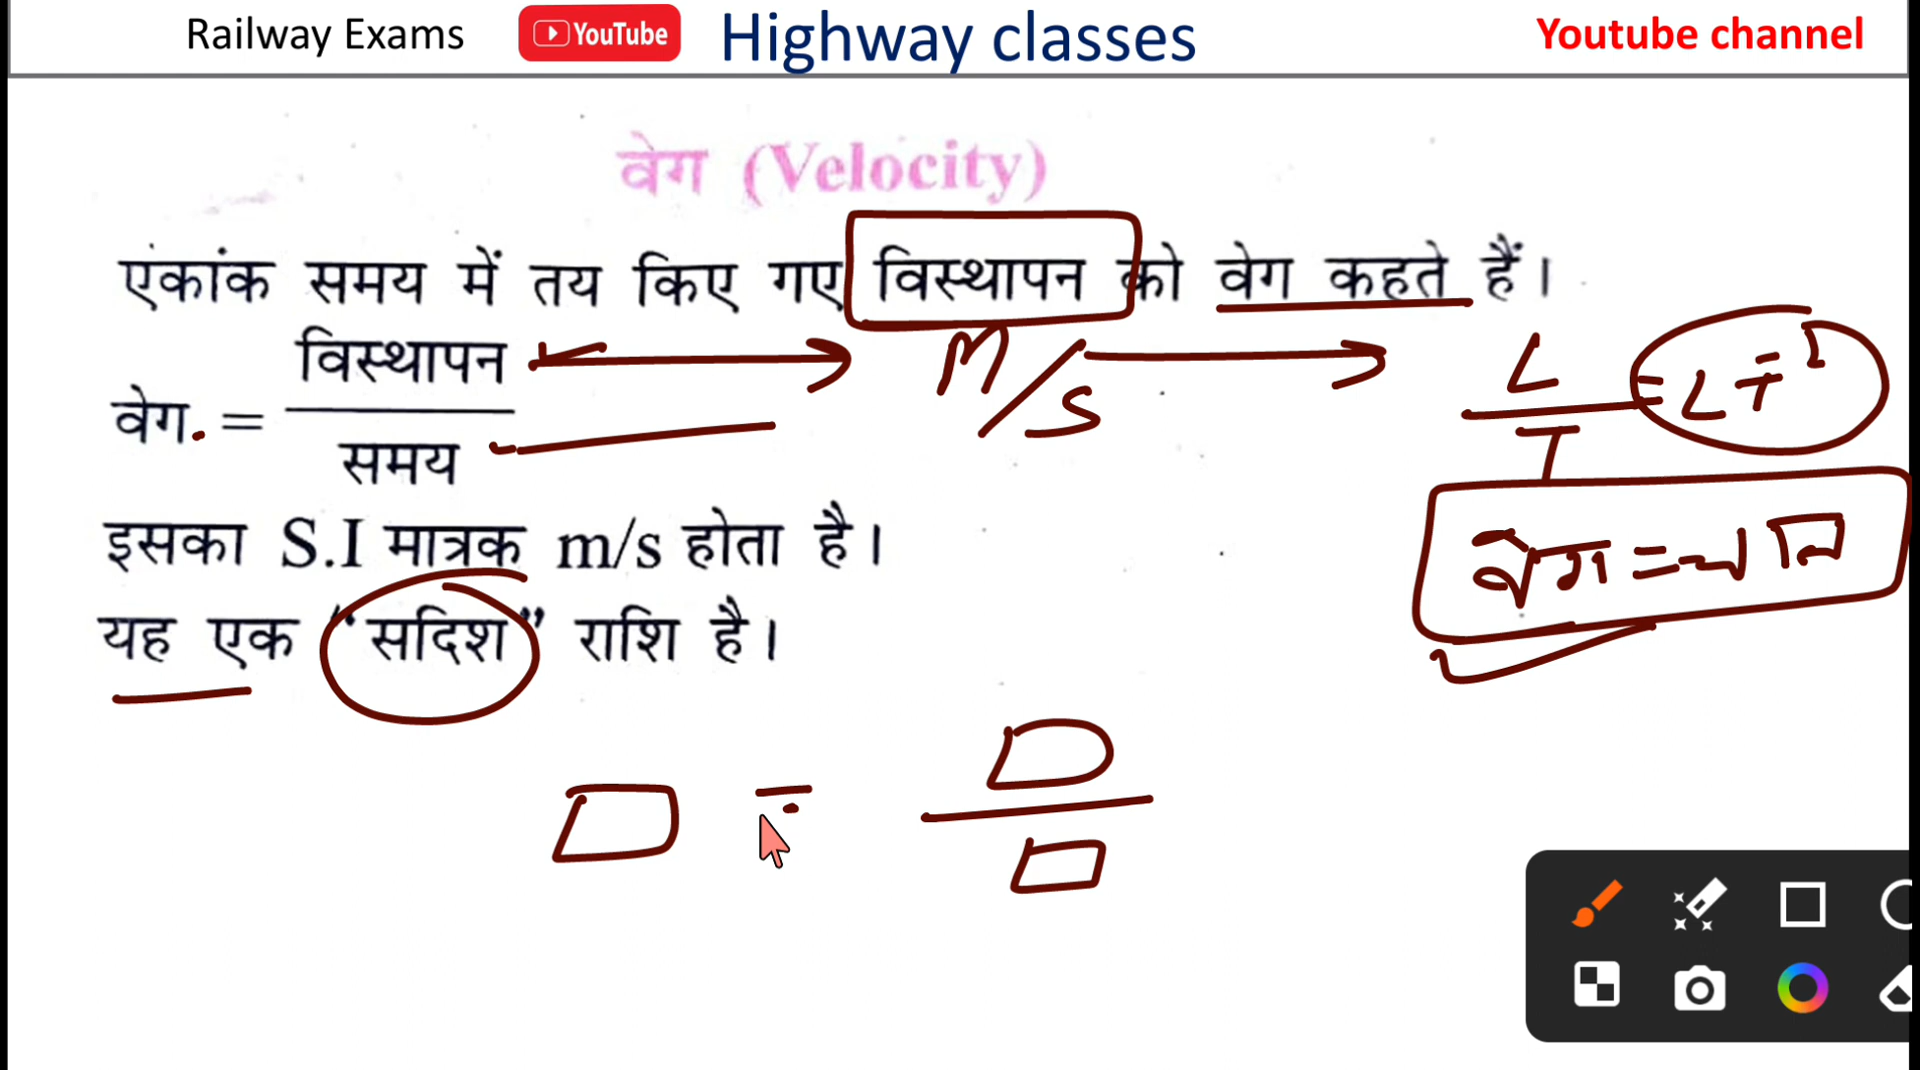 Railway Exams YouTube Highway classes Youtube channel
वेग (Velocity)
एकांक समय में तय किए गए विस्थापन को वेग कहते हैं।
वेग = विस्थापन / समय
M/S
L/T = LT⁻¹
इसका S.I मात्रक m/s होता है।
वेग =
यह एक “सदिश” राशि है।